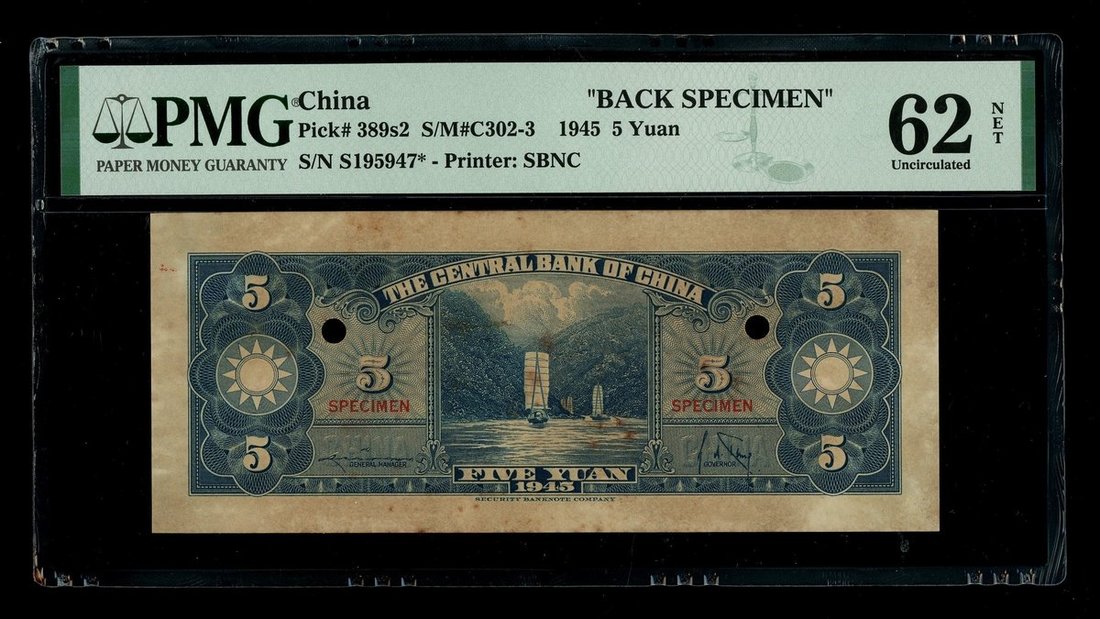 PMG ® China "BACK SPECIMEN" 62 NET
Pick# 389s2 S/M#C302-3 1945 5 Yuan
PAPER MONEY GUARANTY S/N S195947* - Printer: SBNC Uncirculated
THE CENTRAL BANK OF CHINA
5 5
5 5
SPECIMEN SPECIMEN
CHINA CHINA
5 5
GENERAL MANAGER GOVERNOR
FIVE YUAN
1945
SECURITY BANKNOTE COMPANY